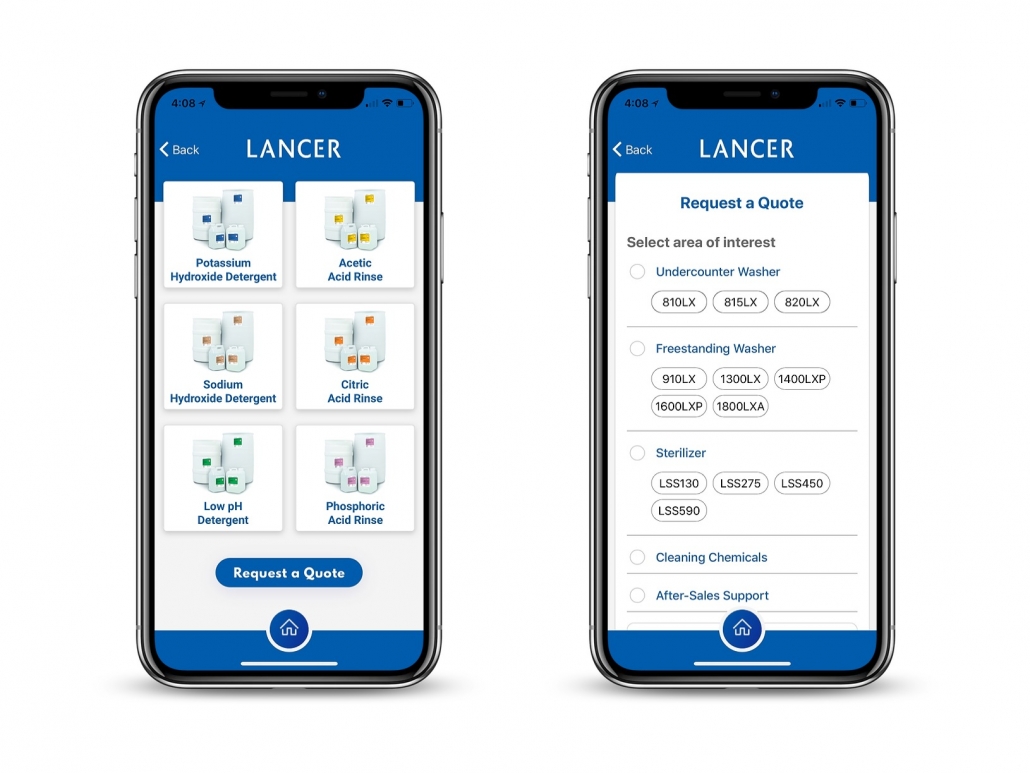 4:08
Back
LANCER
Potassium
Hydroxide Detergent
Acetic
Acid Rinse
Sodium
Hydroxide Detergent
Citric
Acid Rinse
Low pH
Detergent
Phosphoric
Acid Rinse
Request a Quote
4:08
Back
LANCER
Request a Quote
Select area of interest
Undercounter Washer
810LX 815LX 820LX
Freestanding Washer
910LX 1300LX 1400LXP
1600LXP 1800LXA
Sterilizer
LSS130 LSS275 LSS450
LSS590
Cleaning Chemicals
After-Sales Support